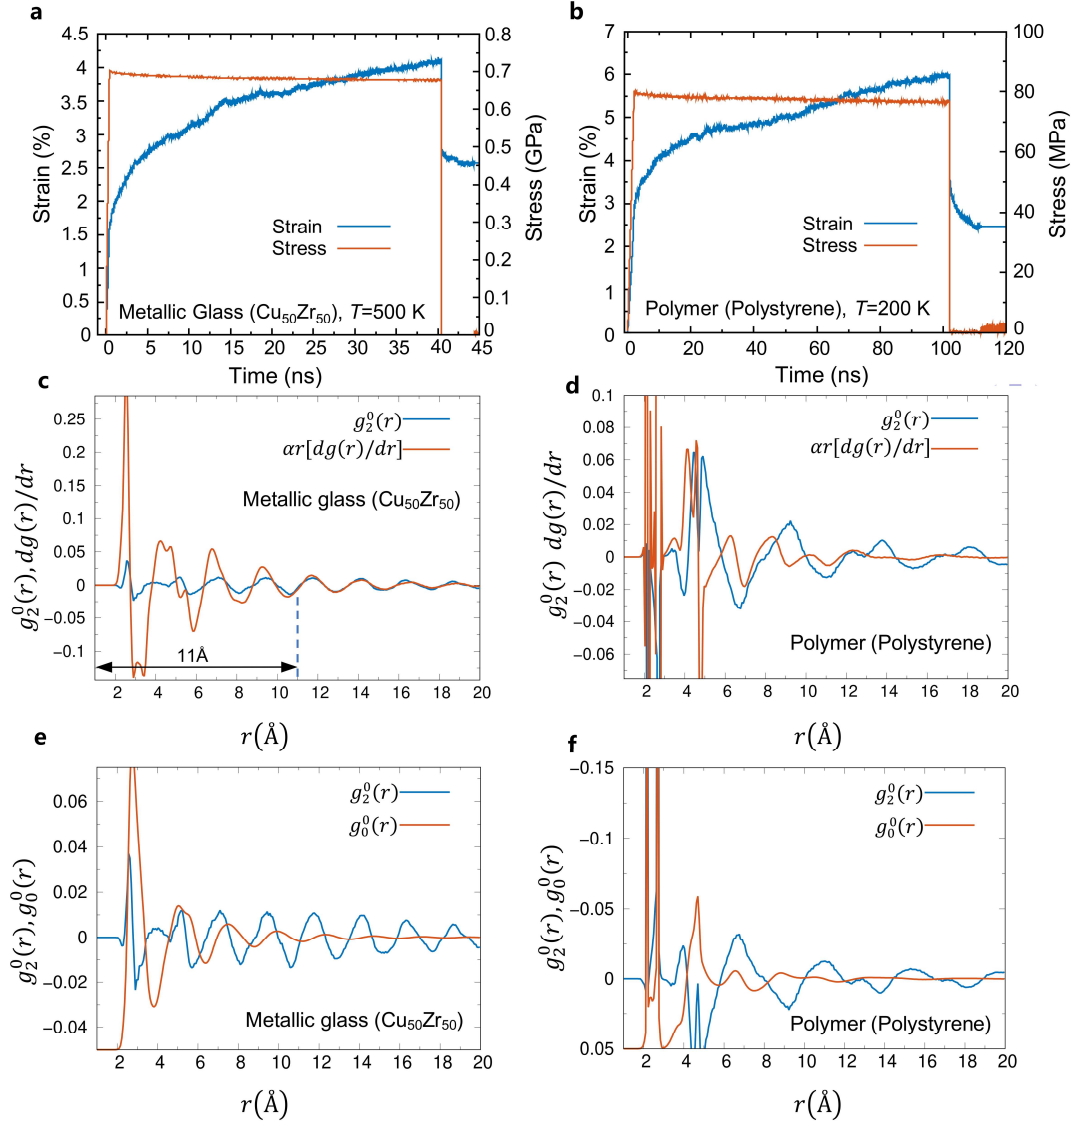 a
4.5
4
3.5
3
2.5
2
1.5
1
0.5
0
Strain (%)
0.8
0.7
0.6
0.5
0.4
0.3
0.2
0.1
0
Stress (GPa)
Strain
Stress
Metallic Glass (Cu50Zr50), T=500 K
0 5 10 15 20 25 30 35 40 45
Time (ns)
b
7
6
5
4
3
2
1
0
Strain (%)
100
80
60
40
20
0
Stress (MPa)
Strain
Stress
Polymer (Polystyrene), T=200 K
0 20 40 60 80 100 120
Time (ns)
c
0.25
0.2
0.15
0.1
0.05
0
−0.05
−0.1
g₂⁰(r), dg(r)/dr
g₂⁰(r)
αr[dg(r)/dr]
Metallic glass (Cu50Zr50)
11Å
2 4 6 8 10 12 14 16 18 20
r(Å)
d
0.1
0.08
0.06
0.04
0.02
0
−0.02
−0.04
−0.06
g₂⁰(r) dg(r)/dr
g₂⁰(r)
αr[dg(r)/dr]
Polymer (Polystyrene)
2 4 6 8 10 12 14 16 18 20
r(Å)
e
0.06
0.04
0.02
0
−0.02
−0.04
g₂⁰(r), g₀⁰(r)
g₂⁰(r)
g₀⁰(r)
Metallic glass (Cu50Zr50)
2 4 6 8 10 12 14 16 18 20
r(Å)
f
−0.15
−0.1
−0.05
0
0.05
g₂⁰(r), g₀⁰(r)
g₂⁰(r)
g₀⁰(r)
Polymer (Polystyrene)
2 4 6 8 10 12 14 16 18 20
r(Å)